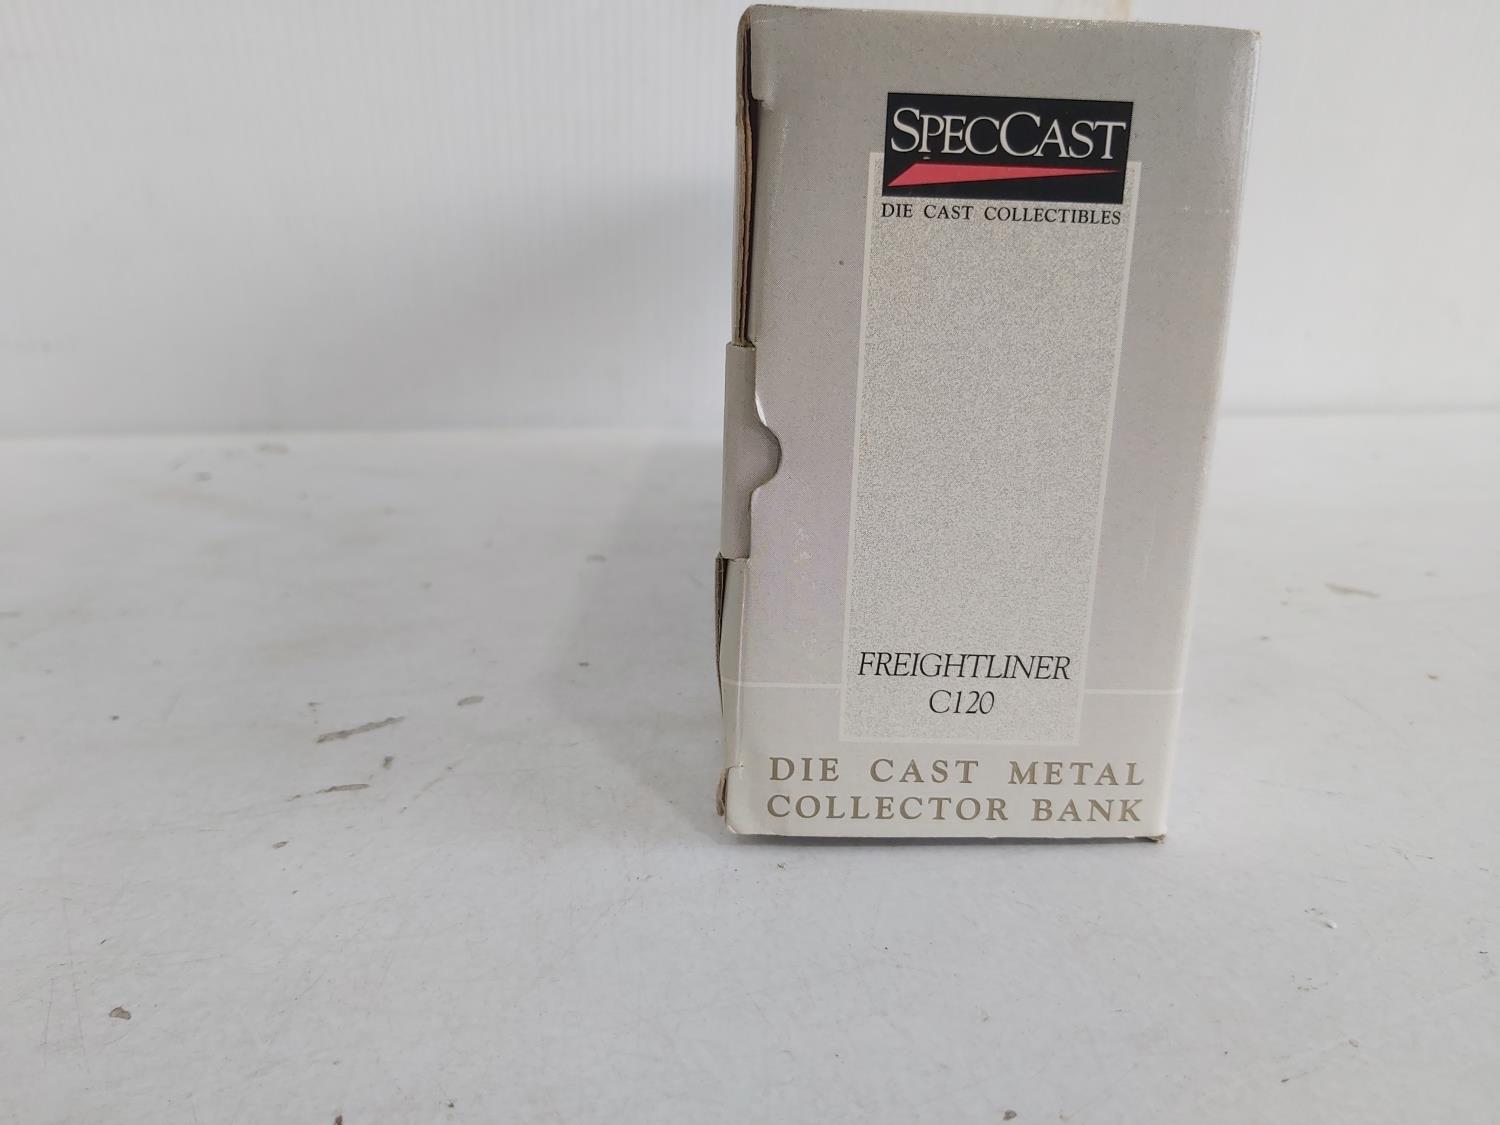 SPECCAST
DIE CAST COLLECTIBLES
FREIGHTLINER
C120
DIE CAST METAL
COLLECTOR BANK